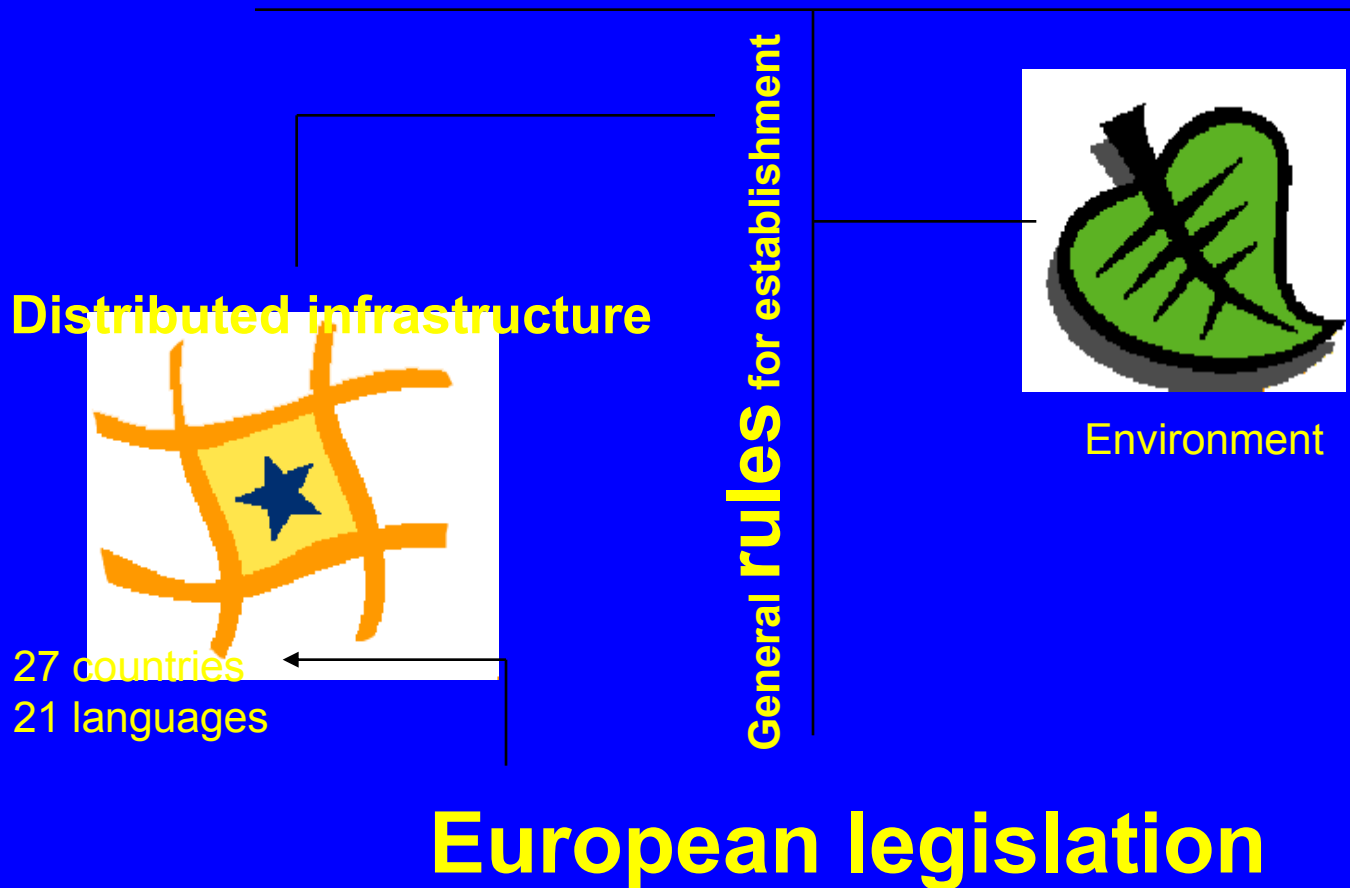 Distributed infrastructure
27 countries
21 languages
General rules for establishment
Environment
European legislation